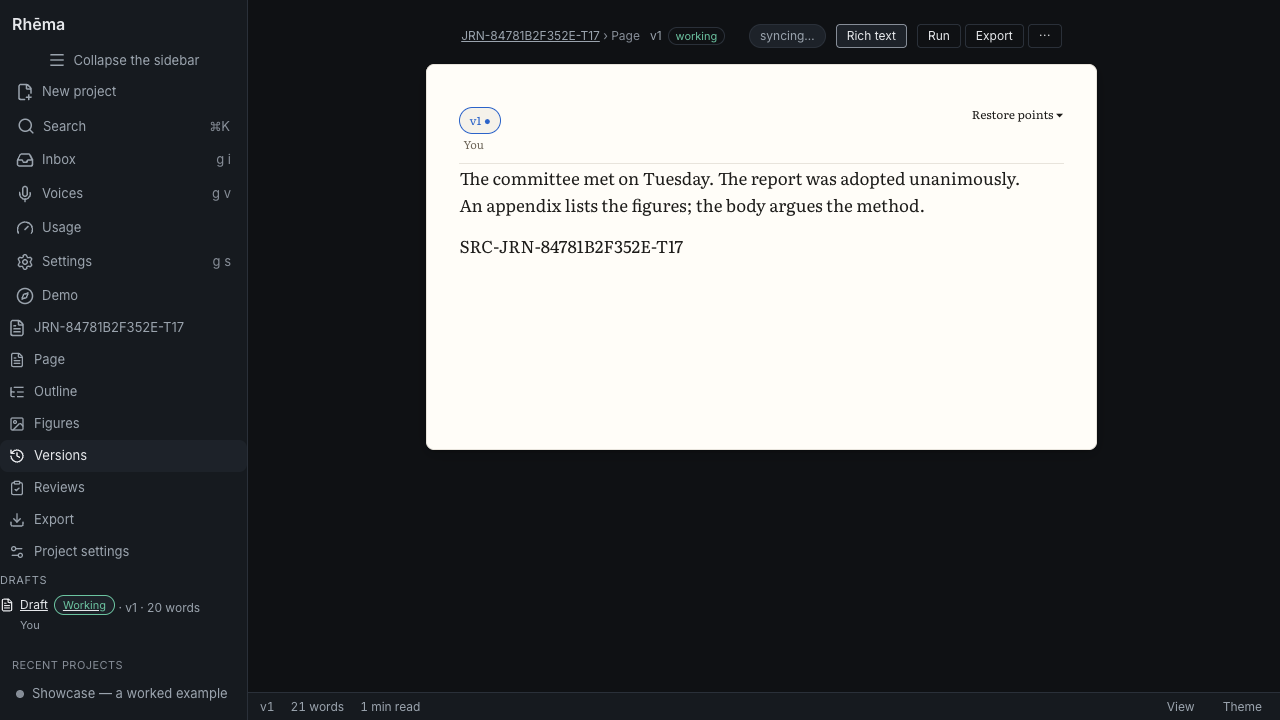 Rhēma
Collapse the sidebar
New project
Search ⌘K
Inbox g i
Voices g v
Usage
Settings g s
Demo
JRN-84781B2F352E-T17
Page
Outline
Figures
Versions
Reviews
Export
Project settings
DRAFTS
Draft Working · v1 · 20 words
You
RECENT PROJECTS
Showcase — a worked example
JRN-84781B2F352E-T17 › Page v1 working syncing… Rich text Run Export ···
v1 •
You
Restore points ▾
The committee met on Tuesday. The report was adopted unanimously.
An appendix lists the figures; the body argues the method.
SRC-JRN-84781B2F352E-T17
v1 21 words 1 min read View Theme